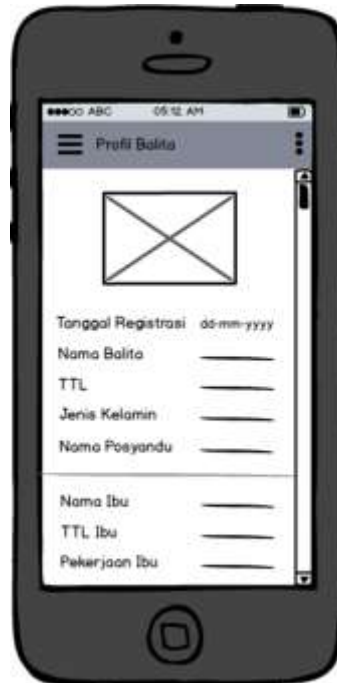 ABC 05:12 AM
Profil Balita
Tanggal Registrasi dd-mm-yyyy
Nama Balita
TTL
Jenis Kelamin
Nama Posyandu
Nama Ibu
TTL Ibu
Pekerjaan Ibu